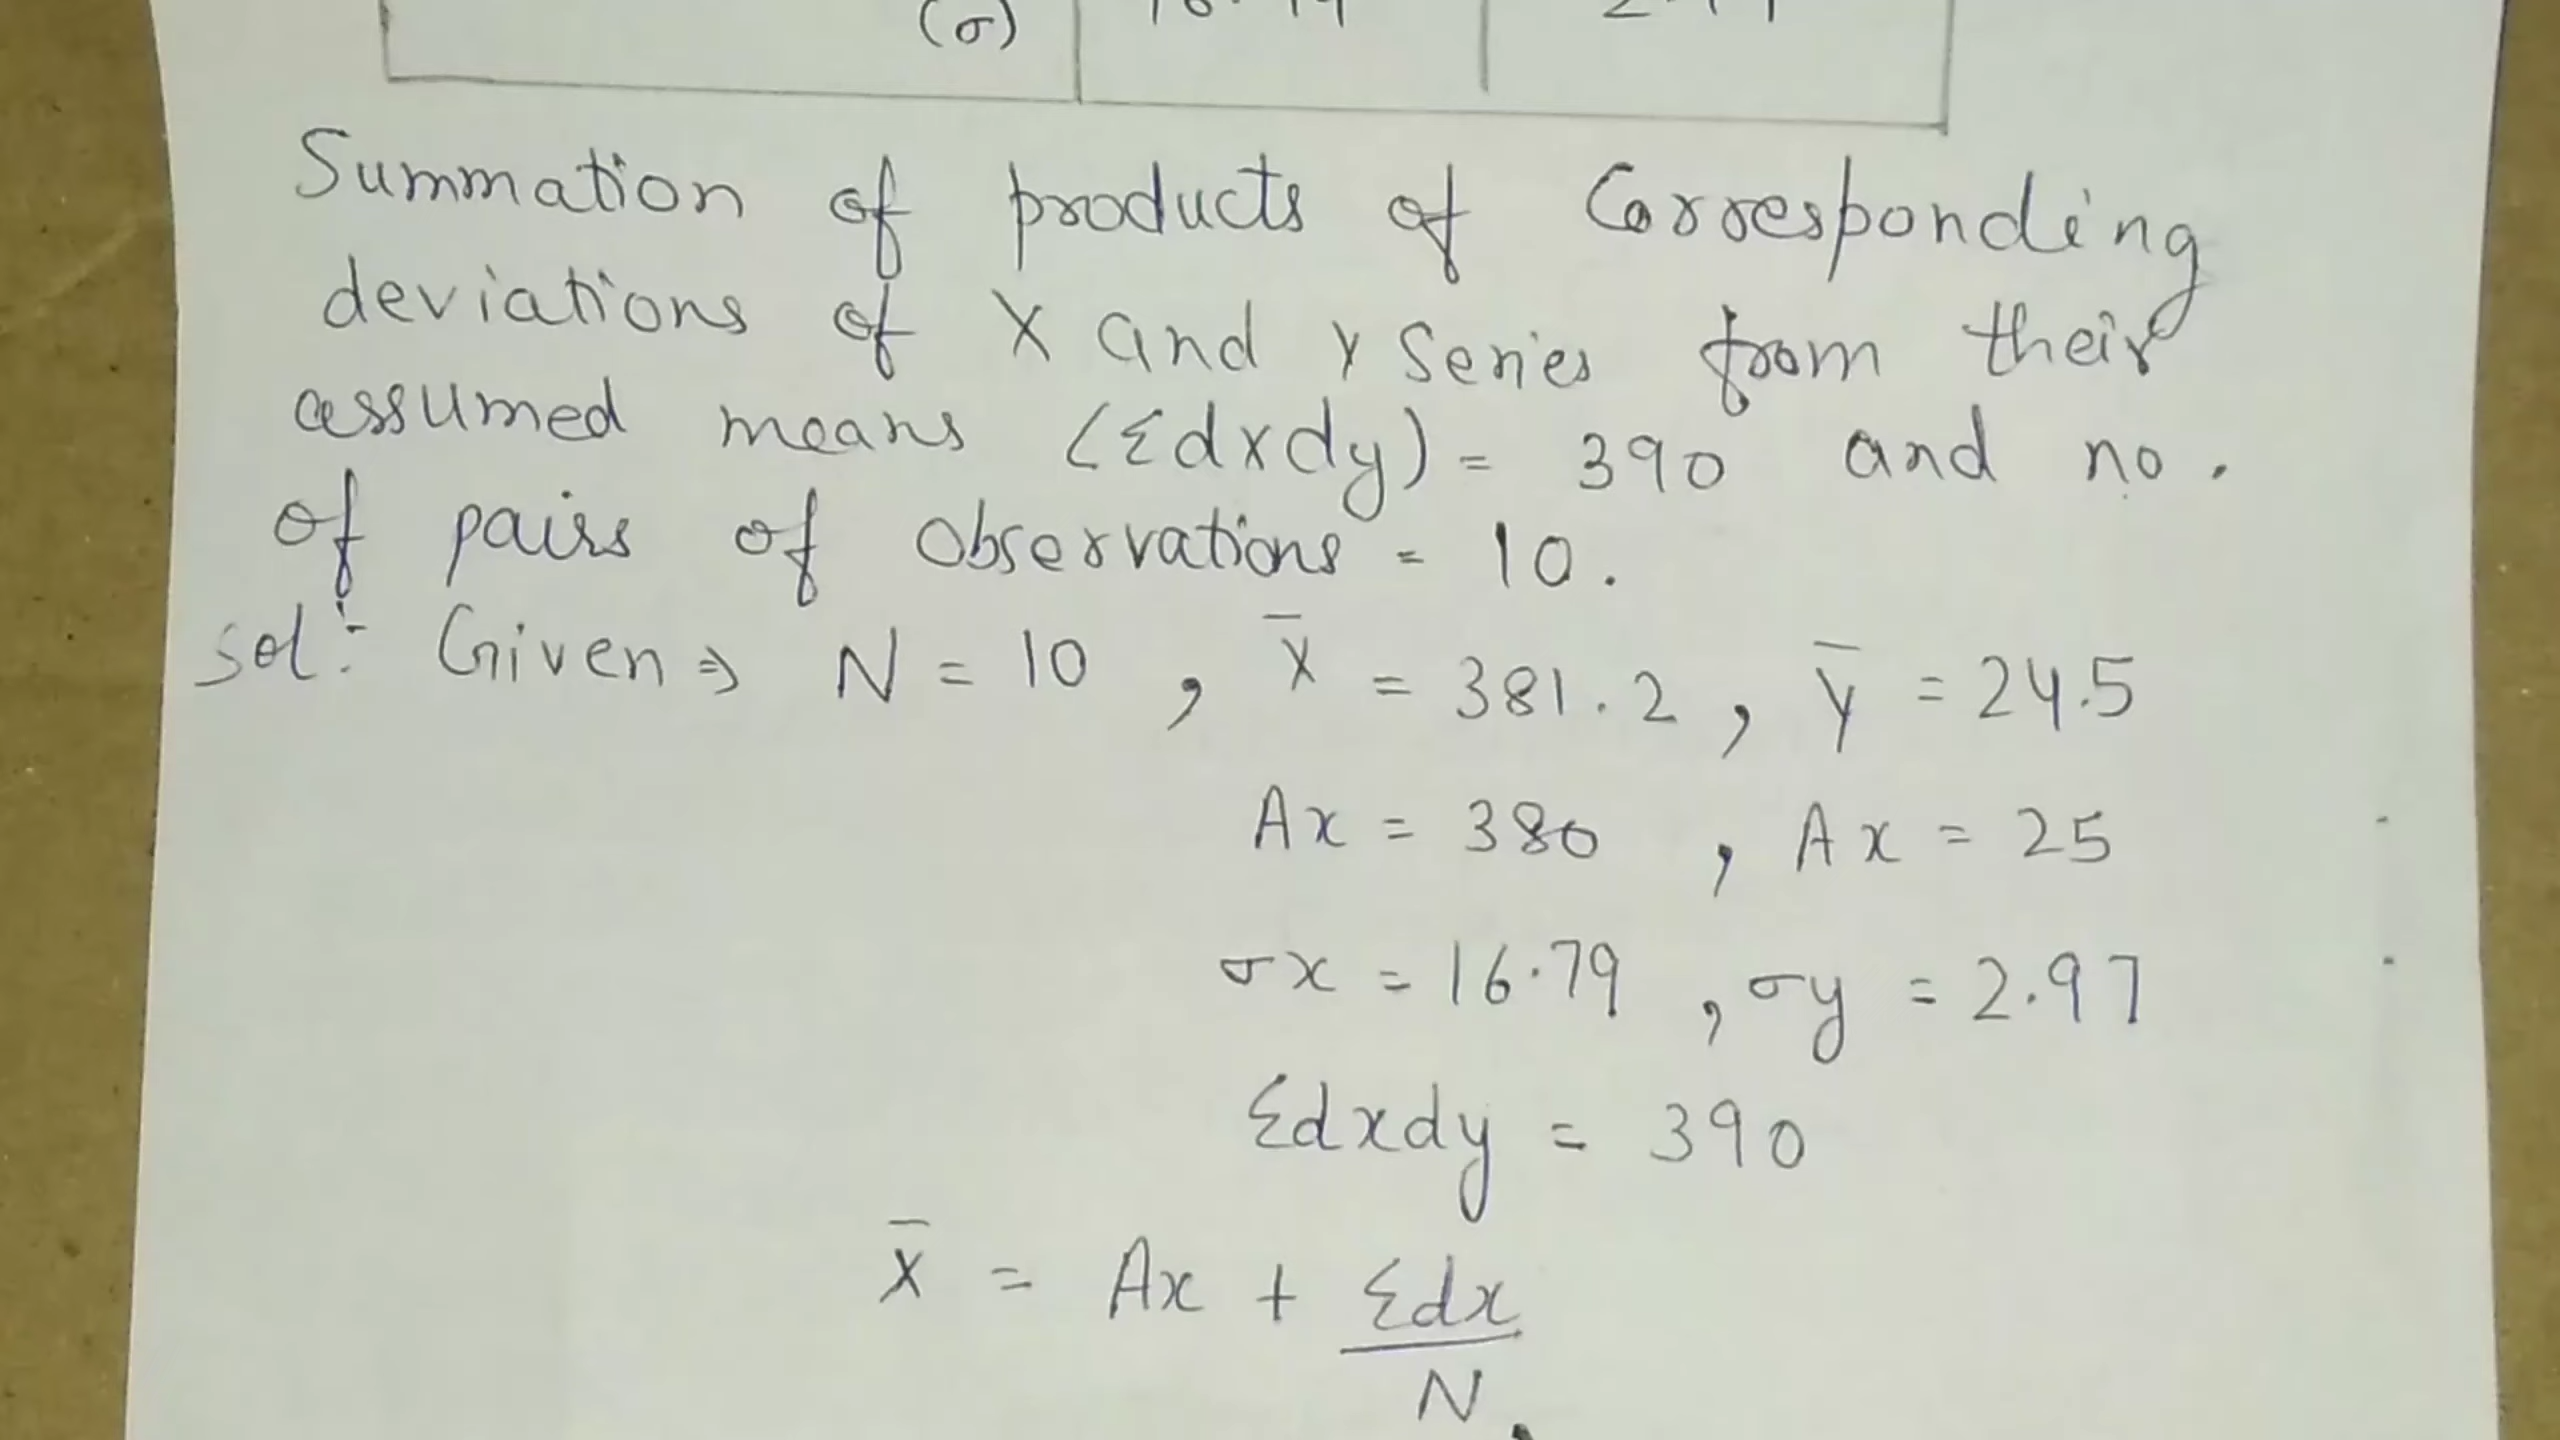 (σ)
Summation of products of Corresponding
deviations of X and Y Series from their
assumed means (Σdxdy) = 390 and no.
of pairs of observations = 10.
Sol:- Given ⇒ N = 10 , X̄ = 381.2 , Ȳ = 24.5
Ax = 380 , Ax = 25
σx = 16.79 , σy = 2.97
Σdxdy = 390
X̄ = Ax + Σdx
N